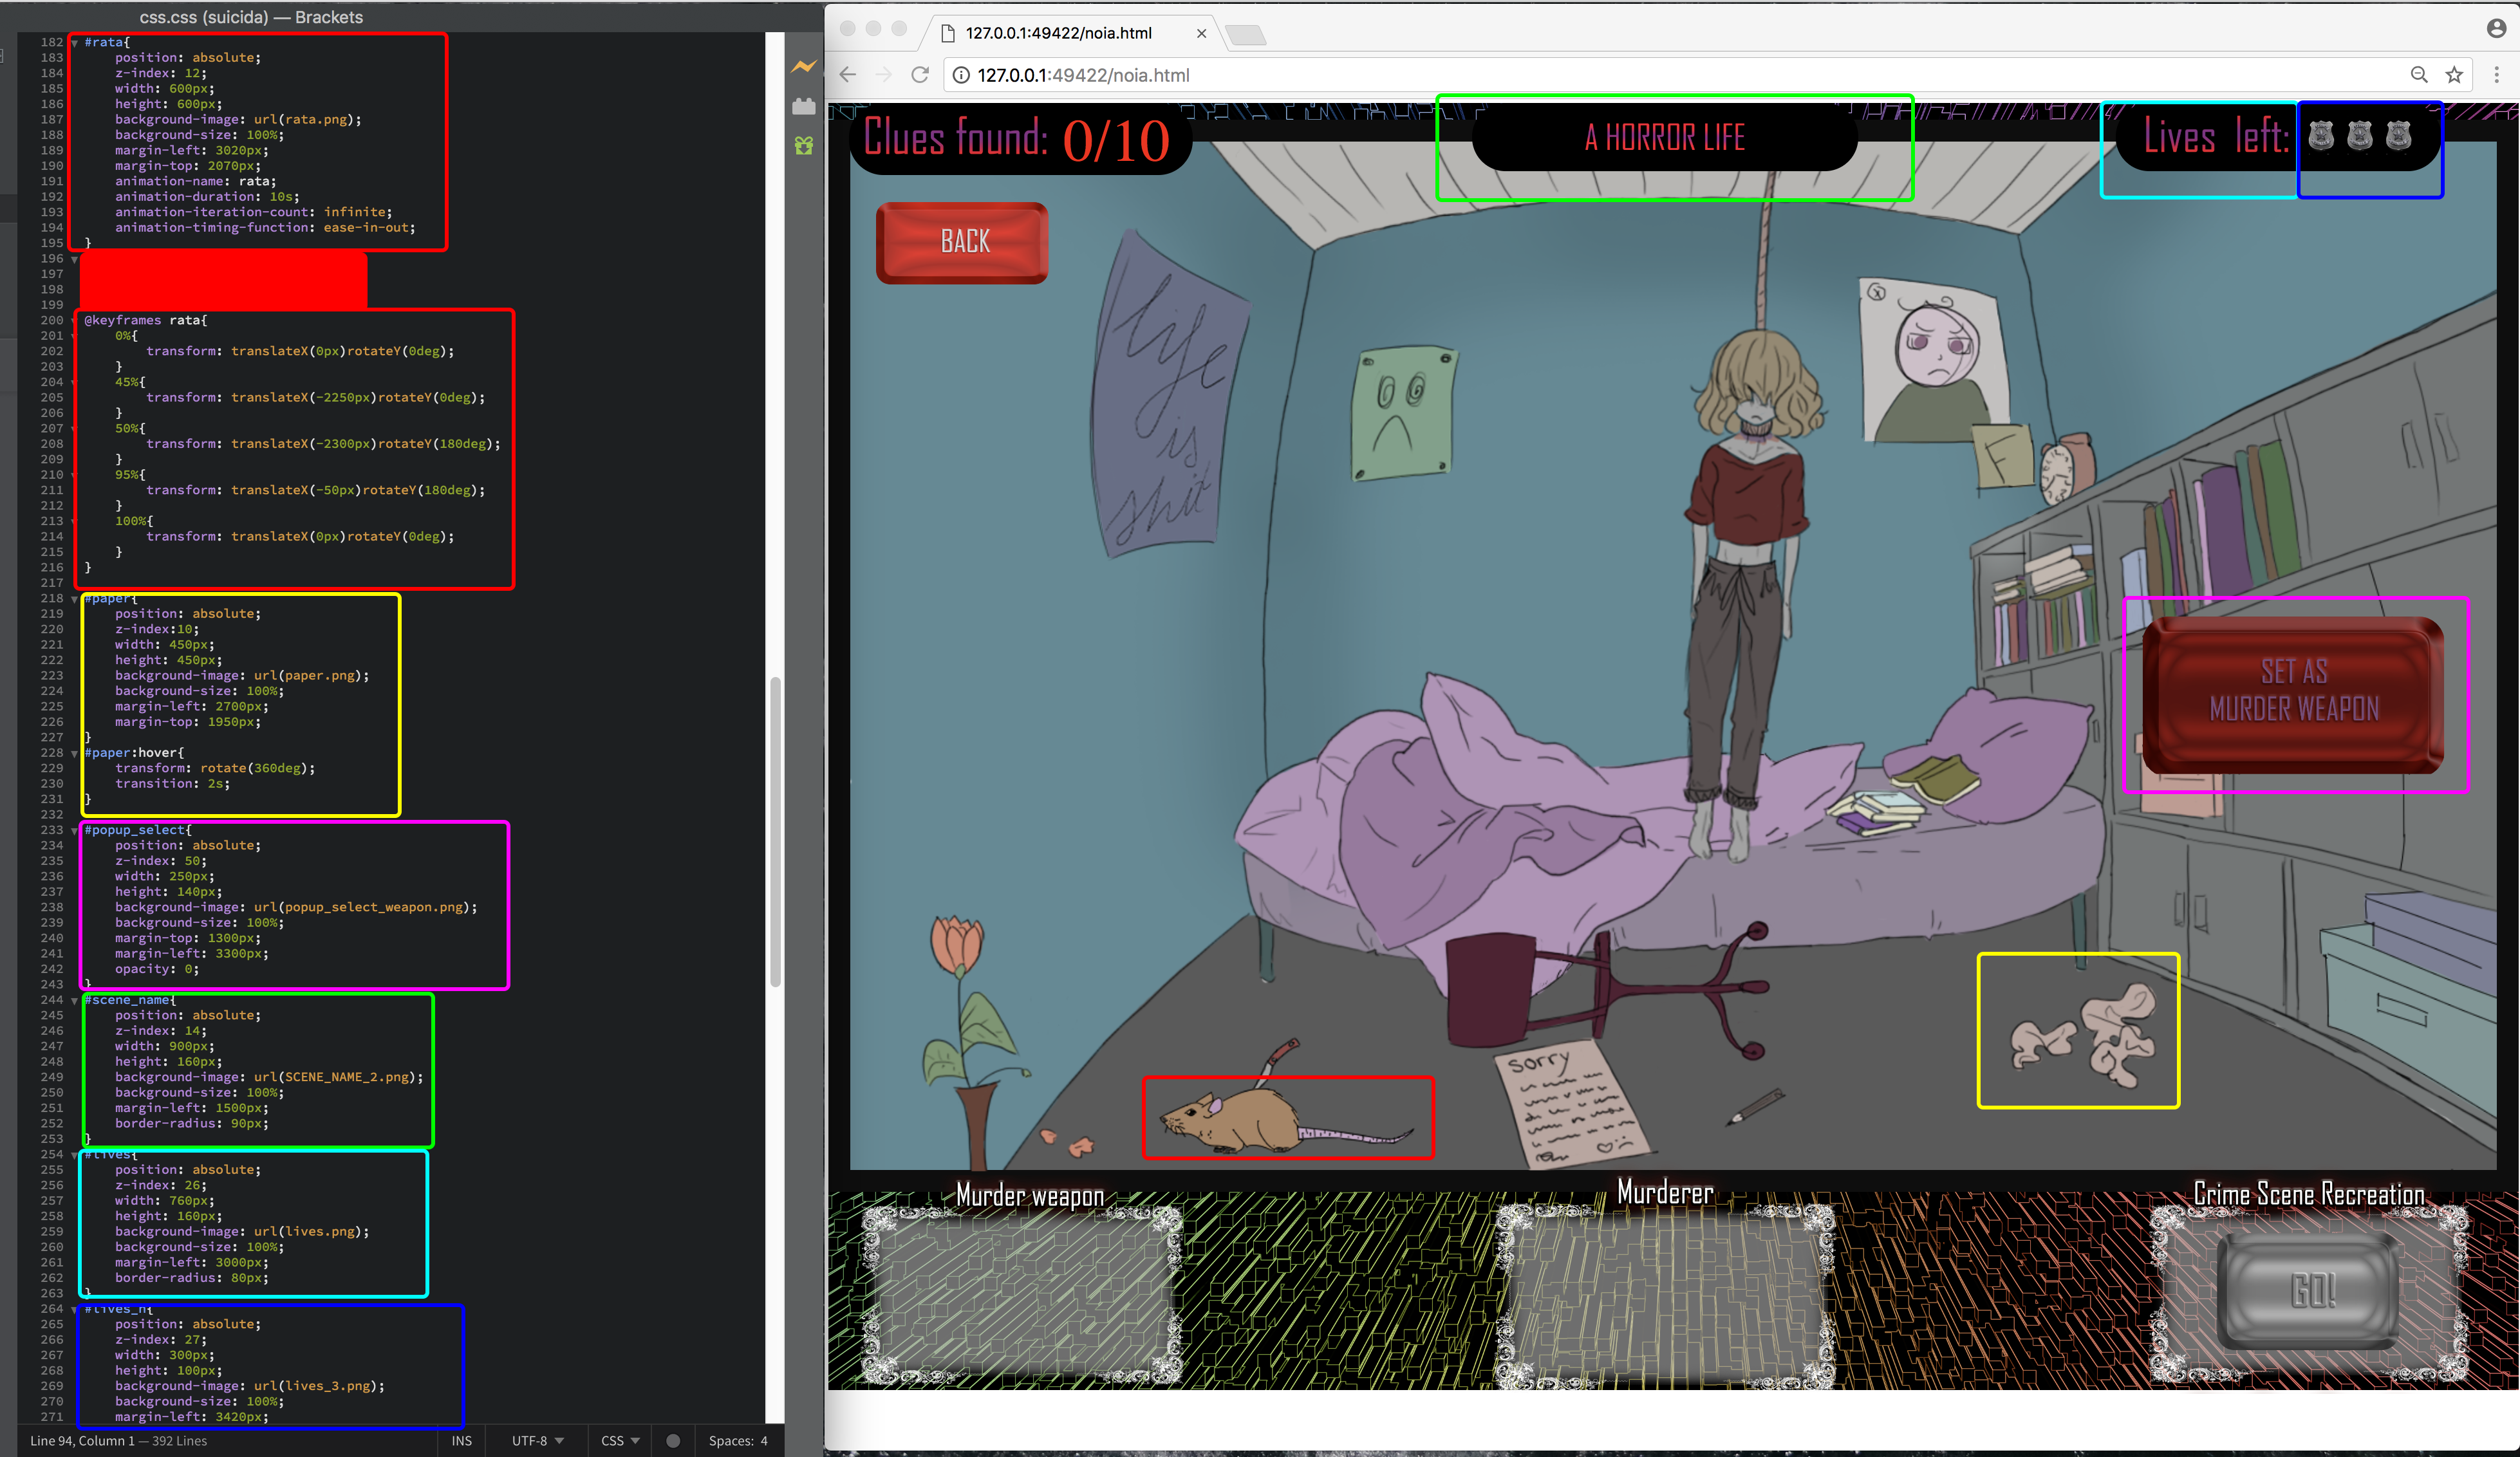 css.css (suicida) — Brackets
182 #rata{
183 position: absolute;
184 z-index: 12;
185 width: 600px;
186 height: 600px;
187 background-image: url(rata.png);
188 background-size: 100%;
189 margin-left: 3020px;
190 margin-top: 2070px;
191 animation-name: rata;
192 animation-duration: 10s;
193 animation-iteration-count: infinite;
194 animation-timing-function: ease-in-out;
195 }
196
197
198
199
200 @keyframes rata{
201 0%{
202 transform: translateX(0px)rotateY(0deg);
203 }
204 45%{
205 transform: translateX(-2250px)rotateY(0deg);
206 }
207 50%{
208 transform: translateX(-2300px)rotateY(180deg);
209 }
210 95%{
211 transform: translateX(-50px)rotateY(180deg);
212 }
213 100%{
214 transform: translateX(0px)rotateY(0deg);
215 }
216 }
217
218 #paper{
219 position: absolute;
220 z-index:10;
221 width: 450px;
222 height: 450px;
223 background-image: url(paper.png);
224 background-size: 100%;
225 margin-left: 2700px;
226 margin-top: 1950px;
227 }
228 #paper:hover{
229 transform: rotate(360deg);
230 transition: 2s;
231 }
232
233 #popup_select{
234 position: absolute;
235 z-index: 50;
236 width: 250px;
237 height: 140px;
238 background-image: url(popup_select_weapon.png);
239 background-size: 100%;
240 margin-top: 1300px;
241 margin-left: 3300px;
242 opacity: 0;
243 }
244 #scene_name{
245 position: absolute;
246 z-index: 14;
247 width: 900px;
248 height: 160px;
249 background-image: url(SCENE_NAME_2.png);
250 background-size: 100%;
251 margin-left: 1500px;
252 border-radius: 90px;
253 }
254 #lives{
255 position: absolute;
256 z-index: 26;
257 width: 760px;
258 height: 160px;
259 background-image: url(lives.png);
260 background-size: 100%;
261 margin-left: 3000px;
262 border-radius: 80px;
263 }
264 #lives_n{
265 position: absolute;
266 z-index: 27;
267 width: 300px;
268 height: 100px;
269 background-image: url(lives_3.png);
270 background-size: 100%;
271 margin-left: 3420px;
Line 94, Column 1 — 392 Lines INS UTF-8 CSS Spaces: 4
127.0.0.1:49422/noia.html
127.0.0.1:49422/noia.html
Clues found: 0/10
A HORROR LIFE
Lives left:
BACK
life
is
shit
F
SET AS
MURDER WEAPON
sorry
Murder weapon
Murderer
Crime Scene Recreation
GO!